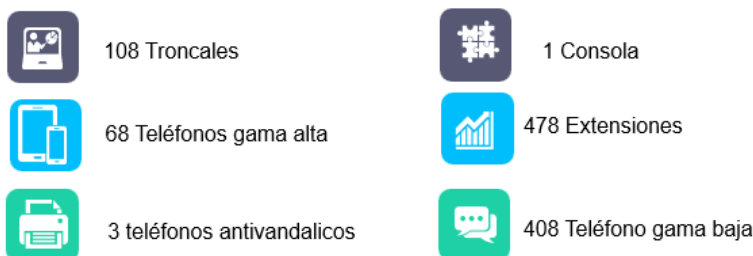 108 Troncales
1 Consola
68 Teléfonos gama alta
478 Extensiones
3 teléfonos antivandalicos
408 Teléfono gama baja